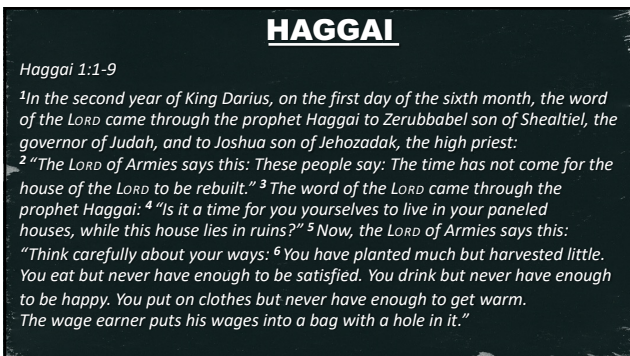 HAGGAI
Haggai 1:1-9
1In the second year of King Darius, on the first day of the sixth month, the word
of the LORD came through the prophet Haggai to Zerubbabel son of Shealtiel, the
governor of Judah, and to Joshua son of Jehozadak, the high priest:
2 “The LORD of Armies says this: These people say: The time has not come for the
house of the LORD to be rebuilt.” 3 The word of the LORD came through the
prophet Haggai: 4 “Is it a time for you yourselves to live in your paneled
houses, while this house lies in ruins?” 5 Now, the LORD of Armies says this:
“Think carefully about your ways: 6 You have planted much but harvested little.
You eat but never have enough to be satisfied. You drink but never have enough
to be happy. You put on clothes but never have enough to get warm.
The wage earner puts his wages into a bag with a hole in it.”